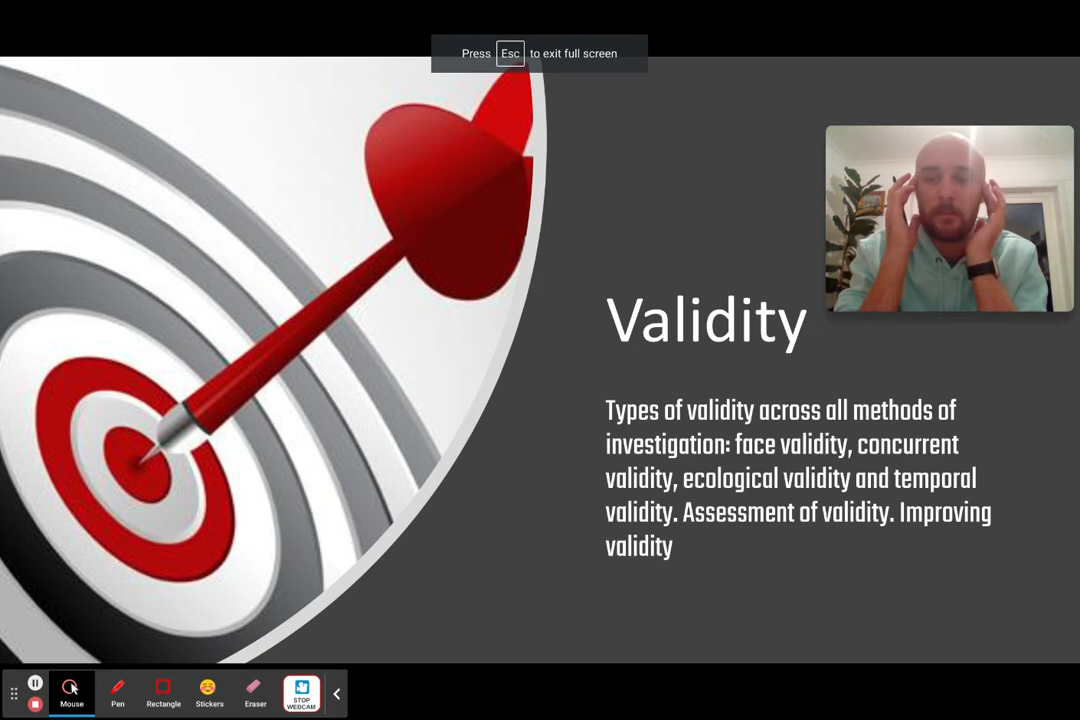 Press Esc to exit full screen
Validity
Types of validity across all methods of
investigation: face validity, concurrent
validity, ecological validity and temporal
validity. Assessment of validity. Improving
validity
Mouse
Pen
Rectangle
Stickers
Eraser
STOP
WEBCAM